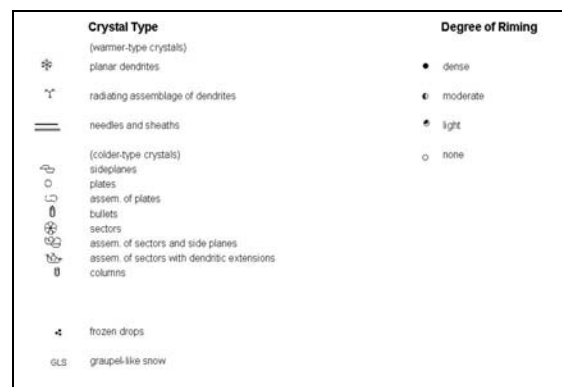 Crystal Type Degree of Riming
(warmer-type crystals)
planar dendrites dense
radiating assemblage of dendrites moderate
needles and sheaths light
(colder-type crystals) none
sideplanes
plates
assem. of plates
bullets
sectors
assem. of sectors and side planes
assem. of sectors with dendritic extensions
columns
frozen drops
GLS graupel-like snow